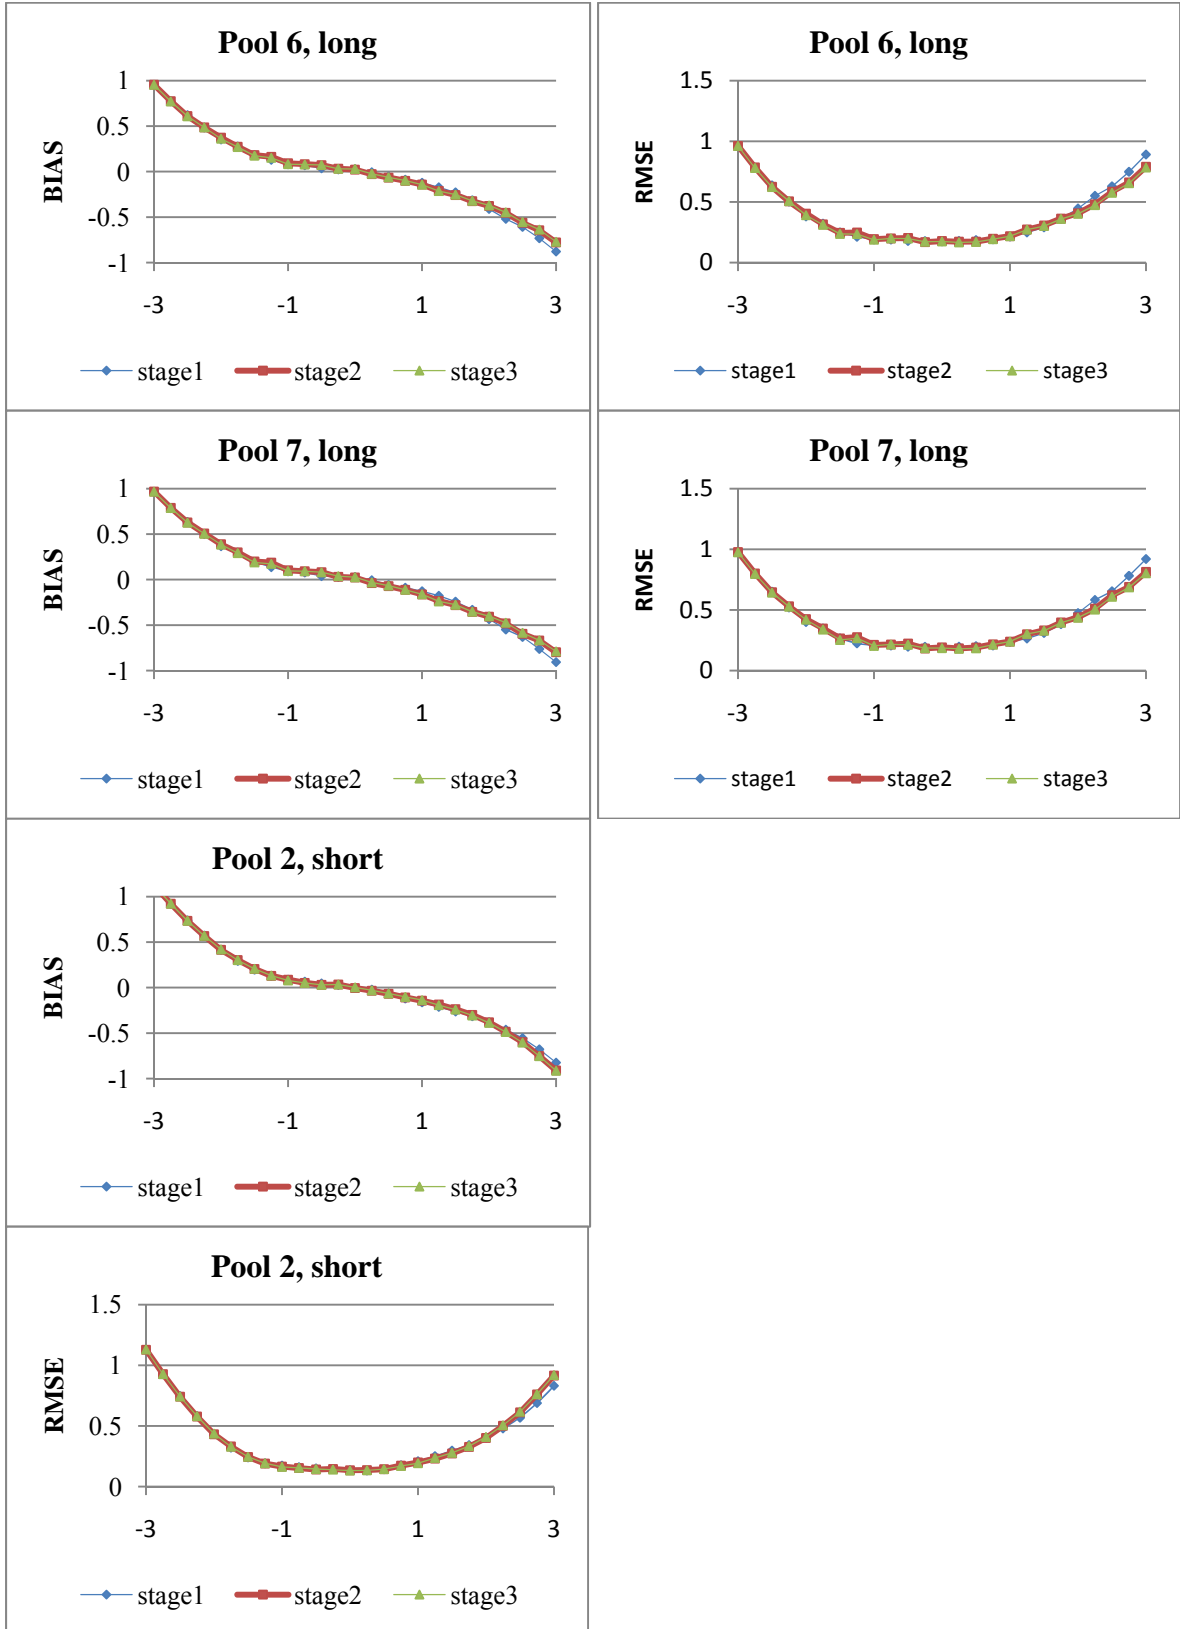 Pool 6, long
BIAS
1
0.5
0
-0.5
-1
-3 -1 1 3
stage1 stage2 stage3
Pool 6, long
RMSE
1.5
1
0.5
0
-3 -1 1 3
stage1 stage2 stage3
Pool 7, long
BIAS
1
0.5
0
-0.5
-1
-3 -1 1 3
stage1 stage2 stage3
Pool 7, long
RMSE
1.5
1
0.5
0
-3 -1 1 3
stage1 stage2 stage3
Pool 2, short
BIAS
1
0.5
0
-0.5
-1
-3 -1 1 3
stage1 stage2 stage3
Pool 2, short
RMSE
1.5
1
0.5
0
-3 -1 1 3
stage1 stage2 stage3